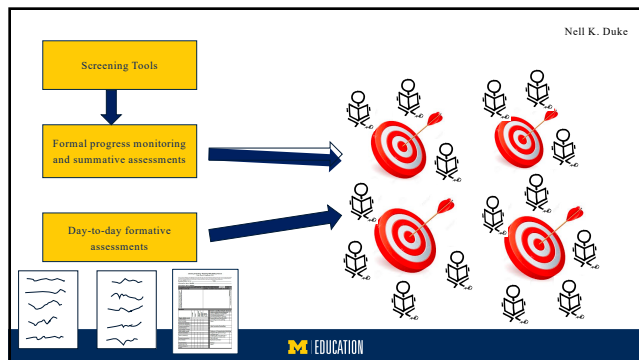 Nell K. Duke
Screening Tools
Formal progress monitoring
and summative assessments
Day-to-day formative
assessments
M EDUCATION